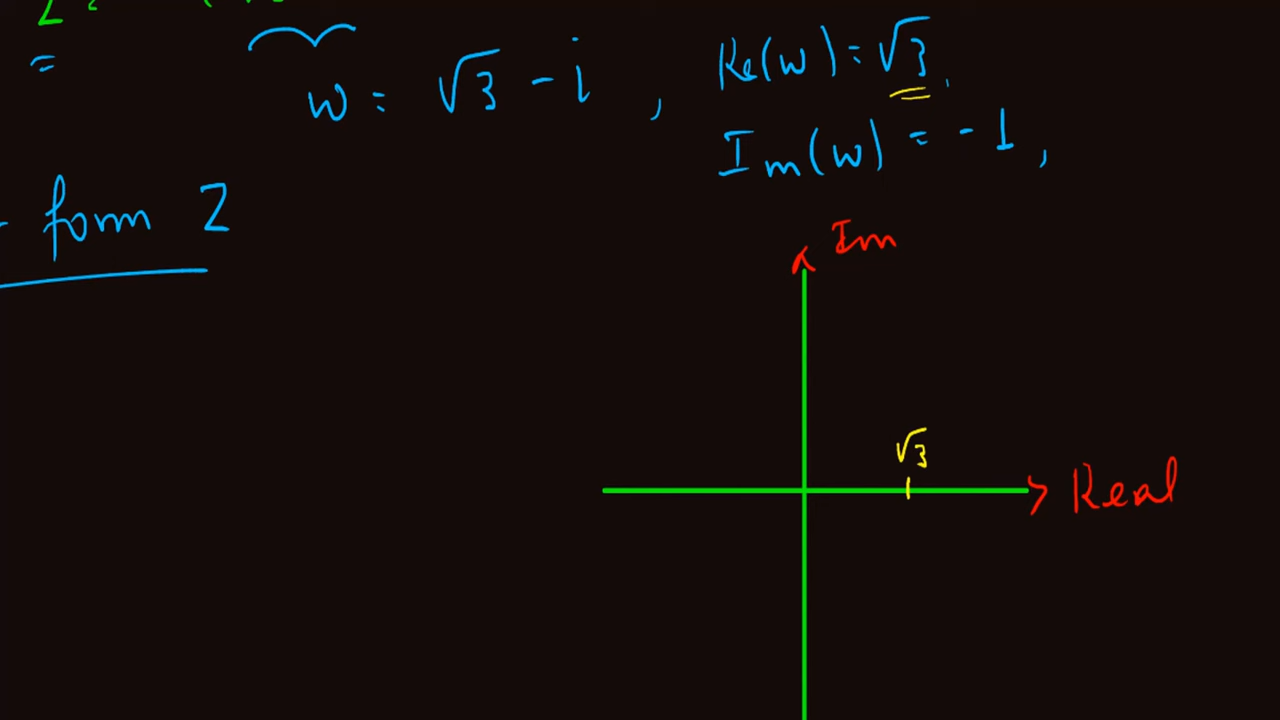 =
w = √3 - i , Re(w) = √3 ,
Im(w) = - 1 ,
form 2
Im
√3
Real